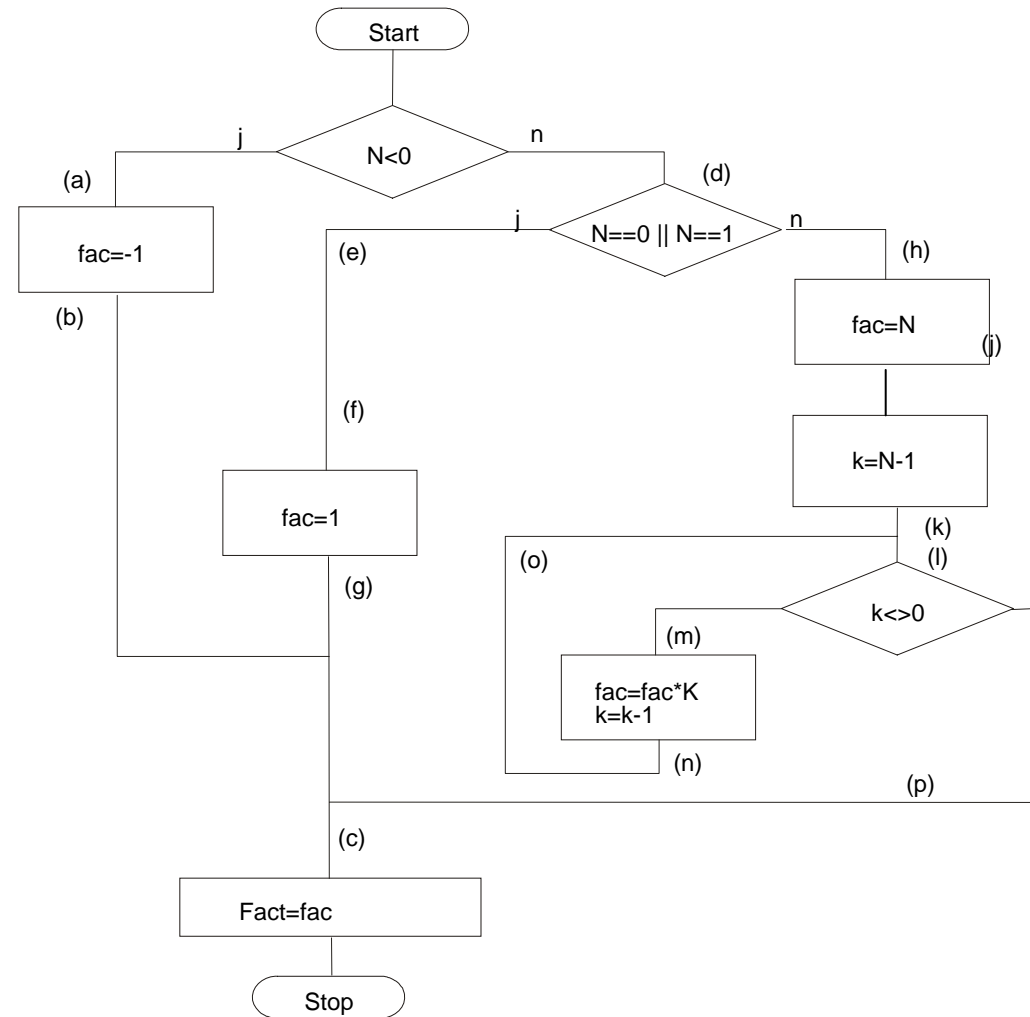 Start
j
n
N<0
(a)
(d)
fac=-1
j
N==0 || N==1
n
(e)
(h)
(b)
fac=N
(j)
(f)
k=N-1
fac=1
(k)
(o)
(l)
(g)
k<>0
(m)
fac=fac*K
k=k-1
(n)
(p)
(c)
Fact=fac
Stop